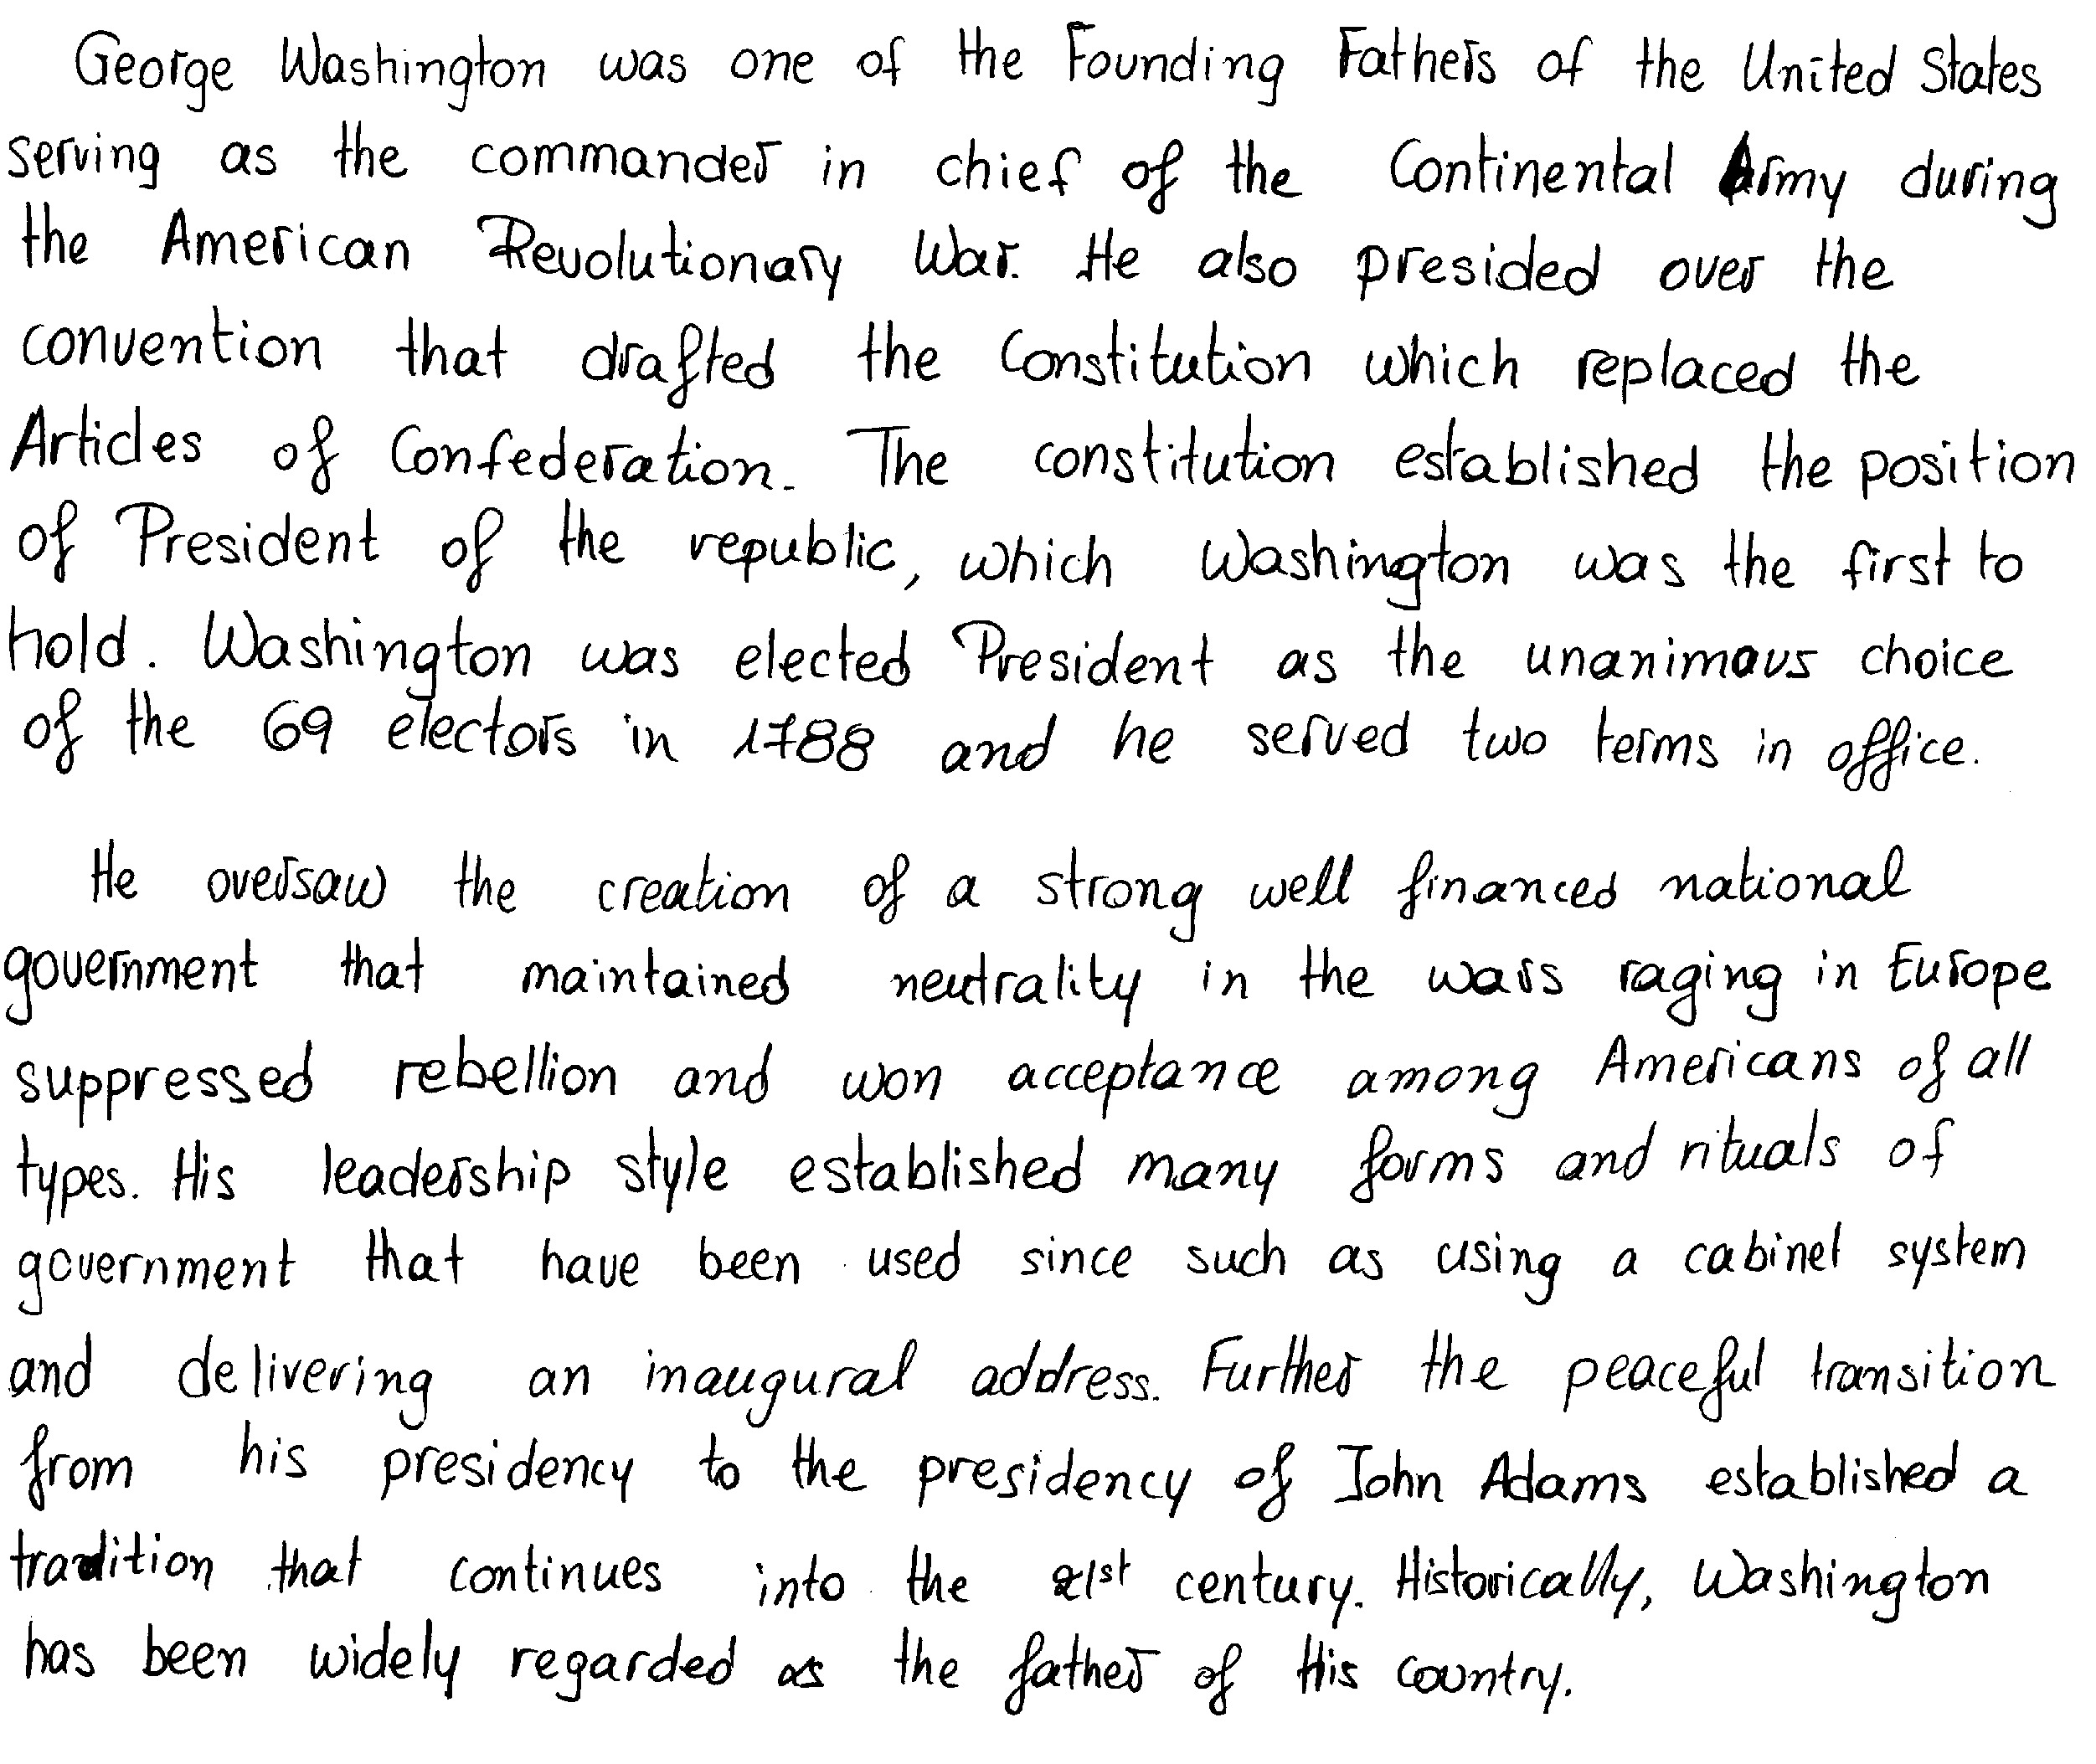 George Washington was one of the Founding Fathers of the United States
serving as the commander in chief of the Continental Army during
the American Revolutionary War. He also presided over the
convention that drafted the Constitution which replaced the
Articles of Confederation. The constitution established the position
of President of the republic, which Washington was the first to
hold. Washington was elected President as the unanimous choice
of the 69 electors in 1788 and he served two terms in office.
He oversaw the creation of a strong well financed national
government that maintained neutrality in the wars raging in Europe
suppressed rebellion and won acceptance among Americans of all
types. His leadership style established many forms and rituals of
government that have been used since such as using a cabinet system
and delivering an inaugural address. Further the peaceful transition
from his presidency to the presidency of John Adams established a
tradition that continues into the 21st century. Historically, Washington
has been widely regarded as the father of His country.